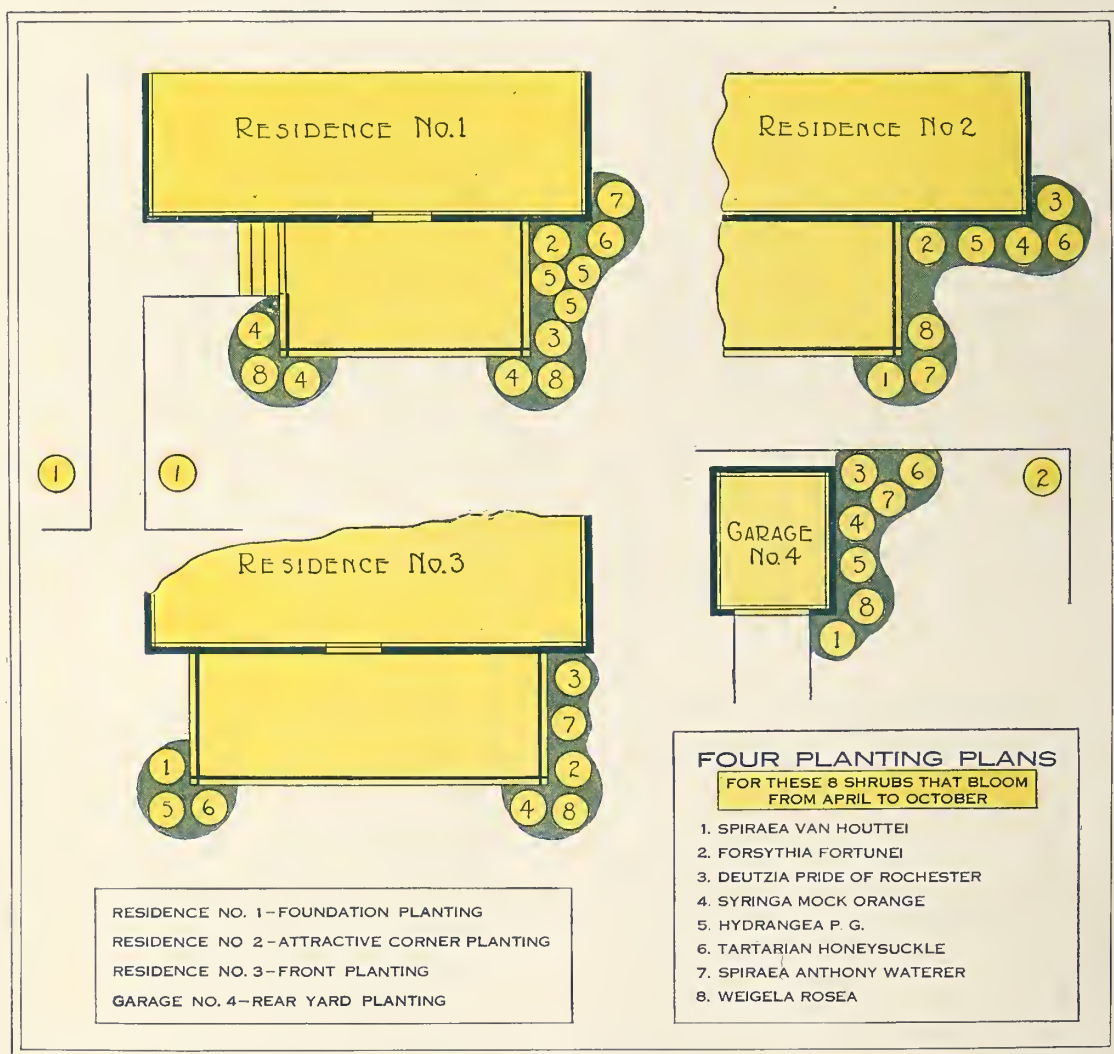 RESIDENCE NO.1
RESIDENCE NO 2
7
2
6
5
5
5
3
4
8
4
8
4
3
2
5
4
6
8
1
7
1
1
3
6
7
2
4
5
8
1
GARAGE
NO.4
RESIDENCE NO.3
3
7
2
4
8
1
5
6
FOUR PLANTING PLANS
FOR THESE 8 SHRUBS THAT BLOOM
FROM APRIL TO OCTOBER
1. SPIRAEA VAN HOUTTEI
2. FORSYTHIA FORTUNEI
3. DEUTZIA PRIDE OF ROCHESTER
4. SYRINGA MOCK ORANGE
5. HYDRANGEA P. G.
6. TARTARIAN HONEYSUCKLE
7. SPIRAEA ANTHONY WATERER
8. WEIGELA ROSEA
RESIDENCE NO. 1-FOUNDATION PLANTING
RESIDENCE NO 2-ATTRACTIVE CORNER PLANTING
RESIDENCE NO. 3-FRONT PLANTING
GARAGE NO. 4-REAR YARD PLANTING